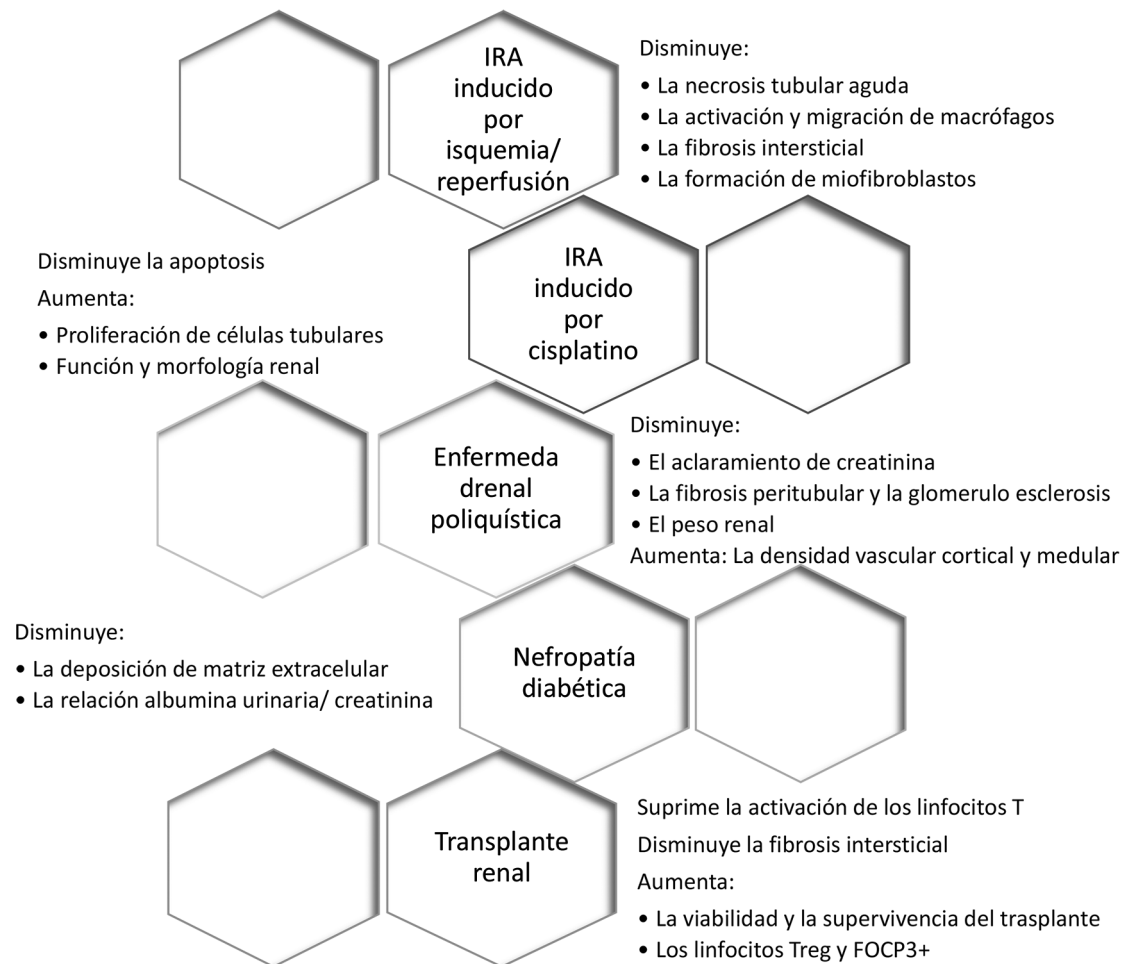 IRA
inducido
por
isquemia/
reperfusión
Disminuye:
• La necrosis tubular aguda
• La activación y migración de macrófagos
• La fibrosis intersticial
• La formación de miofibroblastos
IRA
inducido
por
cisplatino
Disminuye la apoptosis
Aumenta:
• Proliferación de células tubulares
• Función y morfología renal
Enfermeda
drenal
poliquística
Disminuye:
• El aclaramiento de creatinina
• La fibrosis peritubular y la glomerulo esclerosis
• El peso renal
Aumenta: La densidad vascular cortical y medular
Nefropatía
diabética
Disminuye:
• La deposición de matriz extracelular
• La relación albumina urinaria/ creatinina
Transplante
renal
Suprime la activación de los linfocitos T
Disminuye la fibrosis intersticial
Aumenta:
• La viabilidad y la supervivencia del trasplante
• Los linfocitos Treg y FOCP3+